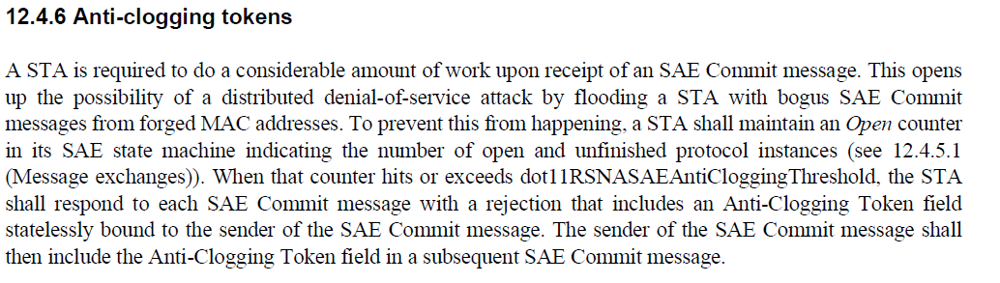 12.4.6 Anti-clogging tokens
A STA is required to do a considerable amount of work upon receipt of an SAE Commit message. This opens
up the possibility of a distributed denial-of-service attack by flooding a STA with bogus SAE Commit
messages from forged MAC addresses. To prevent this from happening, a STA shall maintain an Open counter
in its SAE state machine indicating the number of open and unfinished protocol instances (see 12.4.5.1
(Message exchanges)). When that counter hits or exceeds dot11RSNASAEAntiCloggingThreshold, the STA
shall respond to each SAE Commit message with a rejection that includes an Anti-Clogging Token field
statelessly bound to the sender of the SAE Commit message. The sender of the SAE Commit message shall
then include the Anti-Clogging Token field in a subsequent SAE Commit message.